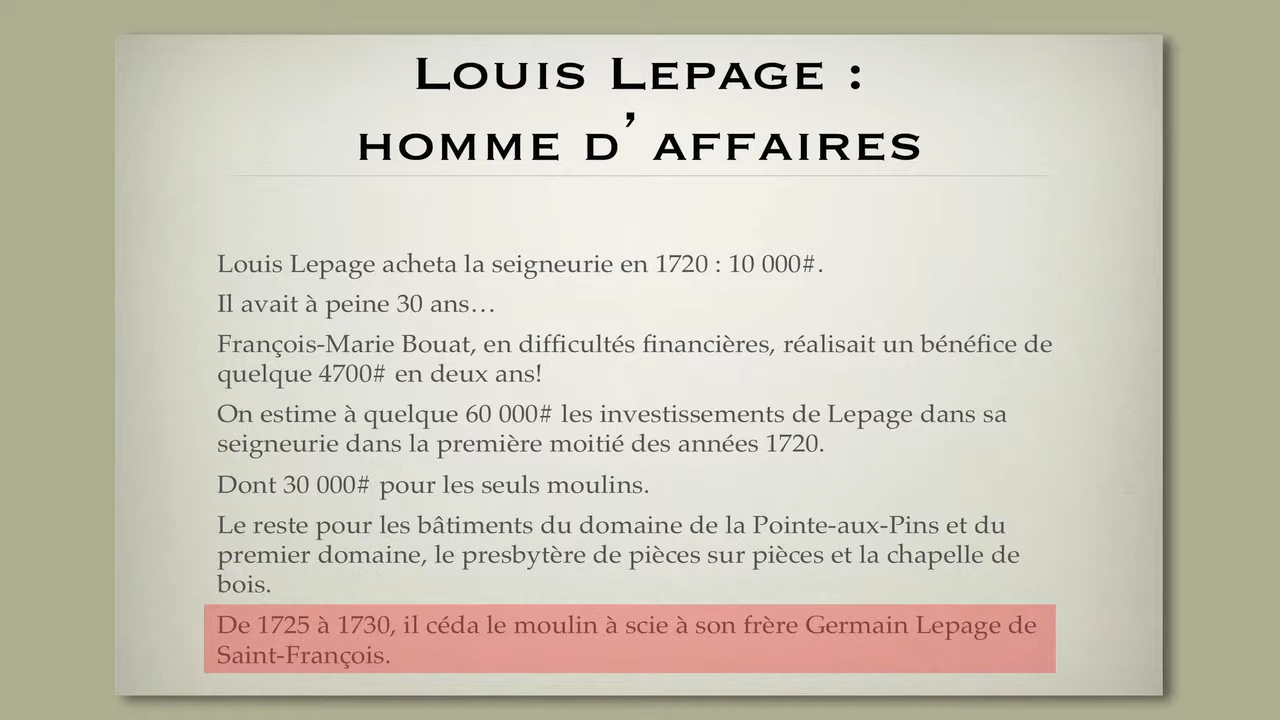 Louis Lepage :
homme d’ affaires
Louis Lepage acheta la seigneurie en 1720 : 10 000#.
Il avait à peine 30 ans…
François-Marie Bouat, en difficultés financières, réalisait un bénéfice de
quelque 4700# en deux ans!
On estime à quelque 60 000# les investissements de Lepage dans sa
seigneurie dans la première moitié des années 1720.
Dont 30 000# pour les seuls moulins.
Le reste pour les bâtiments du domaine de la Pointe-aux-Pins et du
premier domaine, le presbytère de pièces sur pièces et la chapelle de
bois.
De 1725 à 1730, il céda le moulin à scie à son frère Germain Lepage de
Saint-François.